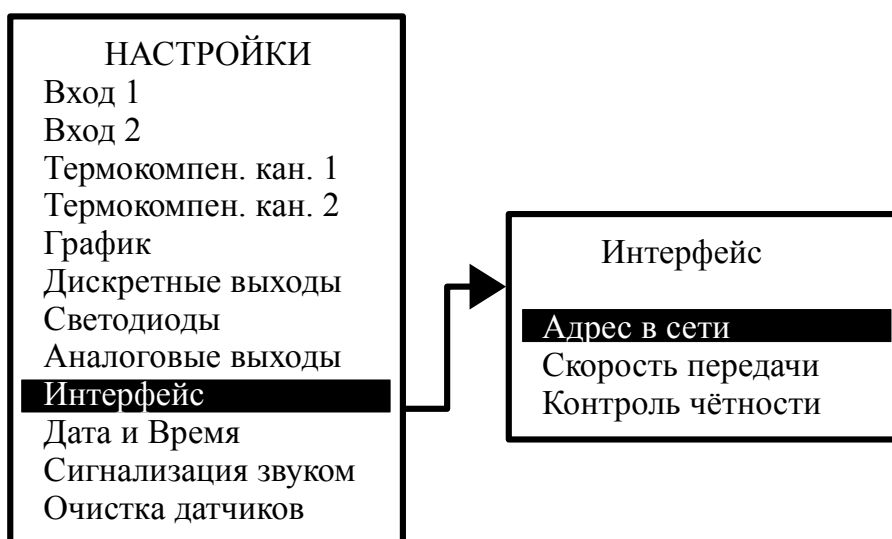 НАСТРОЙКИ
Вход 1
Вход 2
Термокомпен. кан. 1
Термокомпен. кан. 2
График
Дискретные выходы
Светодиоды
Аналоговые выходы
Интерфейс
Дата и Время
Сигнализация звуком
Очистка датчиков
Интерфейс
Адрес в сети
Скорость передачи
Контроль чётности